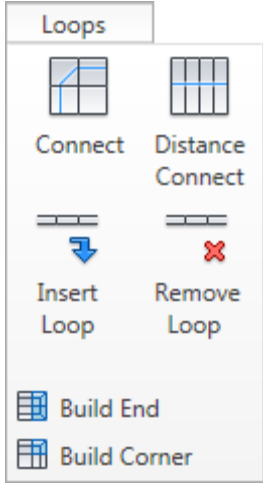 Loops
Connect
Distance
Connect
Insert
Loop
Remove
Loop
Build End
Build Corner